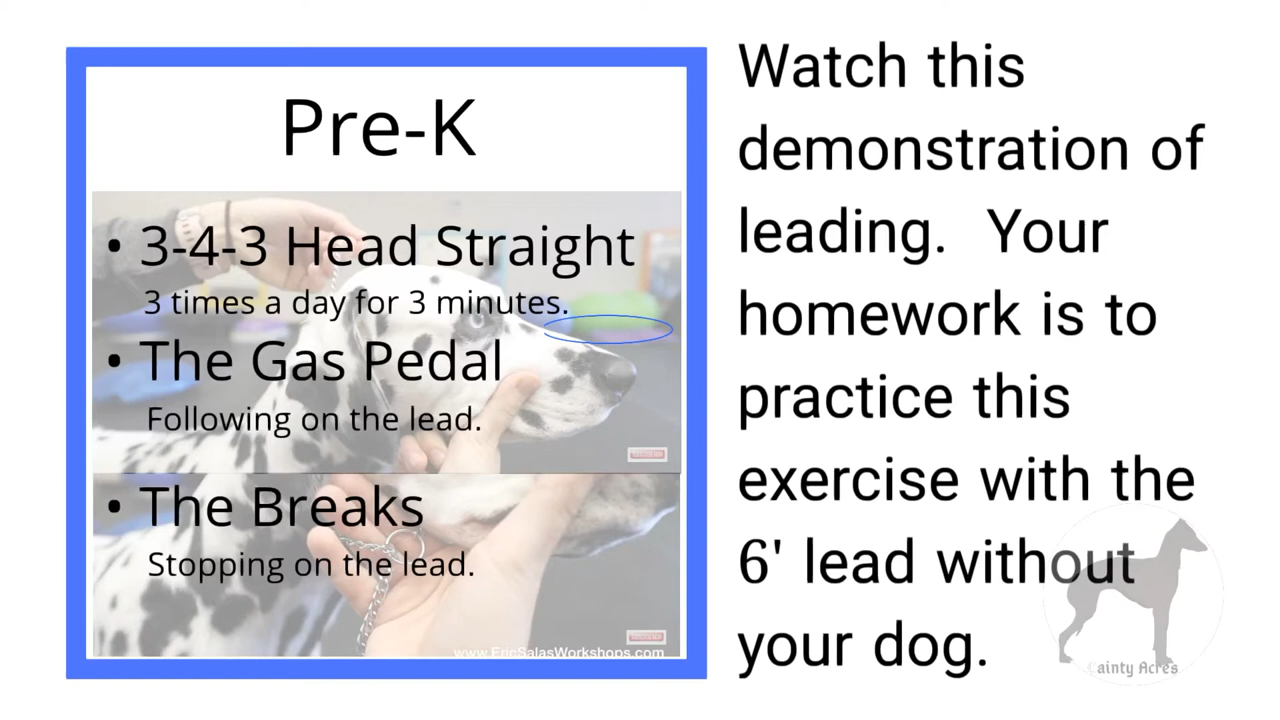 Pre-K
• 3-4-3 Head Straight
3 times a day for 3 minutes.
• The Gas Pedal
Following on the lead.
• The Breaks
Stopping on the lead.
www.EricSalasWorkshops.com
Watch this
demonstration of
leading. Your
homework is to
practice this
exercise with the
6' lead without
your dog.
ainty Acres